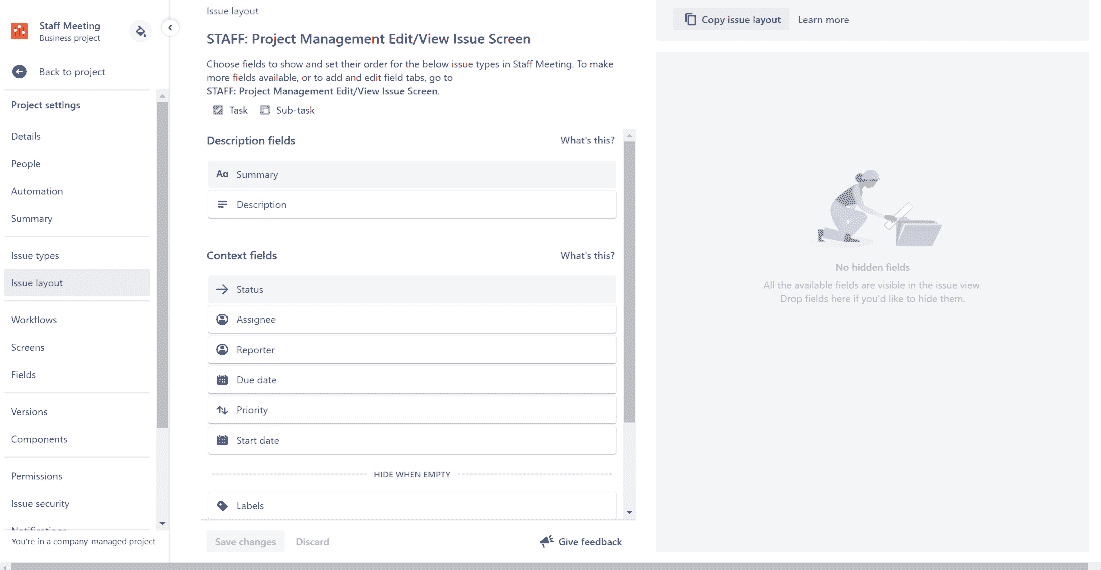 Staff Meeting
Business project
Back to project
Project settings
Details
People
Automation
Summary
Issue types
Issue layout
Workflows
Screens
Fields
Versions
Components
Permissions
Issue security
Notifications
You're in a company-managed project
Issue layout
STAFF: Project Management Edit/View Issue Screen
Choose fields to show and set their order for the below issue types in Staff Meeting. To make
more fields available, or to add and edit field tabs, go to
STAFF: Project Management Edit/View Issue Screen.
Task Sub-task
Description fields What's this?
Aa Summary
Description
Context fields What's this?
Status
Assignee
Reporter
Due date
Priority
Start date
HIDE WHEN EMPTY
Labels
Save changes Discard Give feedback
Copy issue layout Learn more
No hidden fields
All the available fields are visible in the issue view.
Drop fields here if you'd like to hide them.